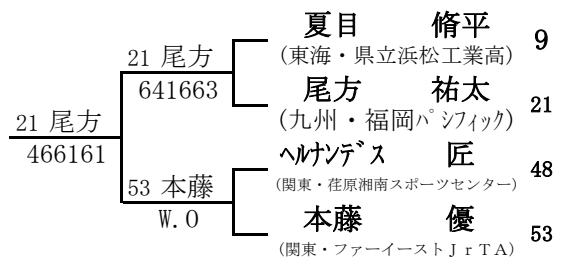 夏目 脩平 9
(東海・県立浜松工業高)
21 尾方
641663
尾方 祐太 21
(九州・福岡ﾊﾟｼﾌｨｯｸ)
21 尾方
466161
ﾍﾙﾅﾝﾃﾞｽ 匠 48
(関東・荏原湘南スポーツセンター)
53 本藤
W.O
本藤 優 53
(関東・ファーイーストＪｒＴＡ)